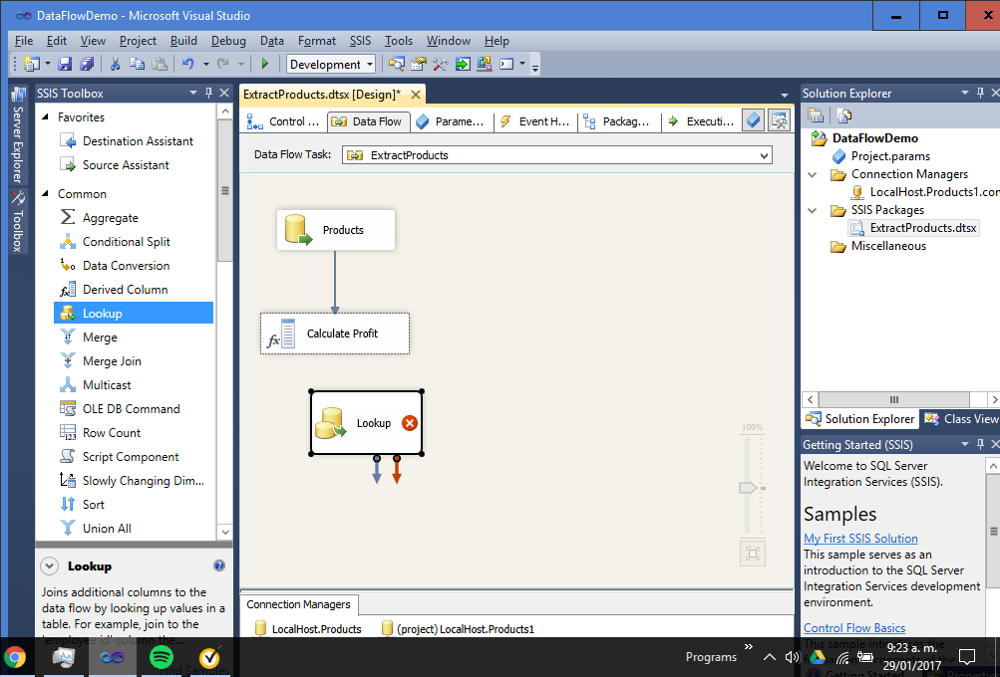 DataFlowDemo - Microsoft Visual Studio
File Edit View Project Build Debug Data Format SSIS Tools Window Help
Development
Server Explorer
Toolbox
SSIS Toolbox
Favorites
Destination Assistant
Source Assistant
Common
Aggregate
Conditional Split
Data Conversion
Derived Column
Lookup
Merge
Merge Join
Multicast
OLE DB Command
Row Count
Script Component
Slowly Changing Dim...
Sort
Union All
Lookup
Joins additional columns to the
data flow by looking up values in a
table. For example, join to the
'employee id' column the
Find Samples
ExtractProducts.dtsx [Design]*
Control ... Data Flow Parame... Event H... Packag... Executi...
Data Flow Task: ExtractProducts
Products
Calculate Profit
Lookup
100%
Connection Managers
LocalHost.Products (project) LocalHost.Products1
Solution Explorer
DataFlowDemo
Project.params
Connection Managers
LocalHost.Products1.con
SSIS Packages
ExtractProducts.dtsx
Miscellaneous
Solution Explorer Class View
Getting Started (SSIS)
Welcome to SQL Server
Integration Services (SSIS).
Samples
My First SSIS Solution
This sample serves as an
introduction to the SQL Server
Integration Services development
environment.
Control Flow Basics
This sample introduces
Getting Started
Properties
Programs
9:23 a. m.
29/01/2017